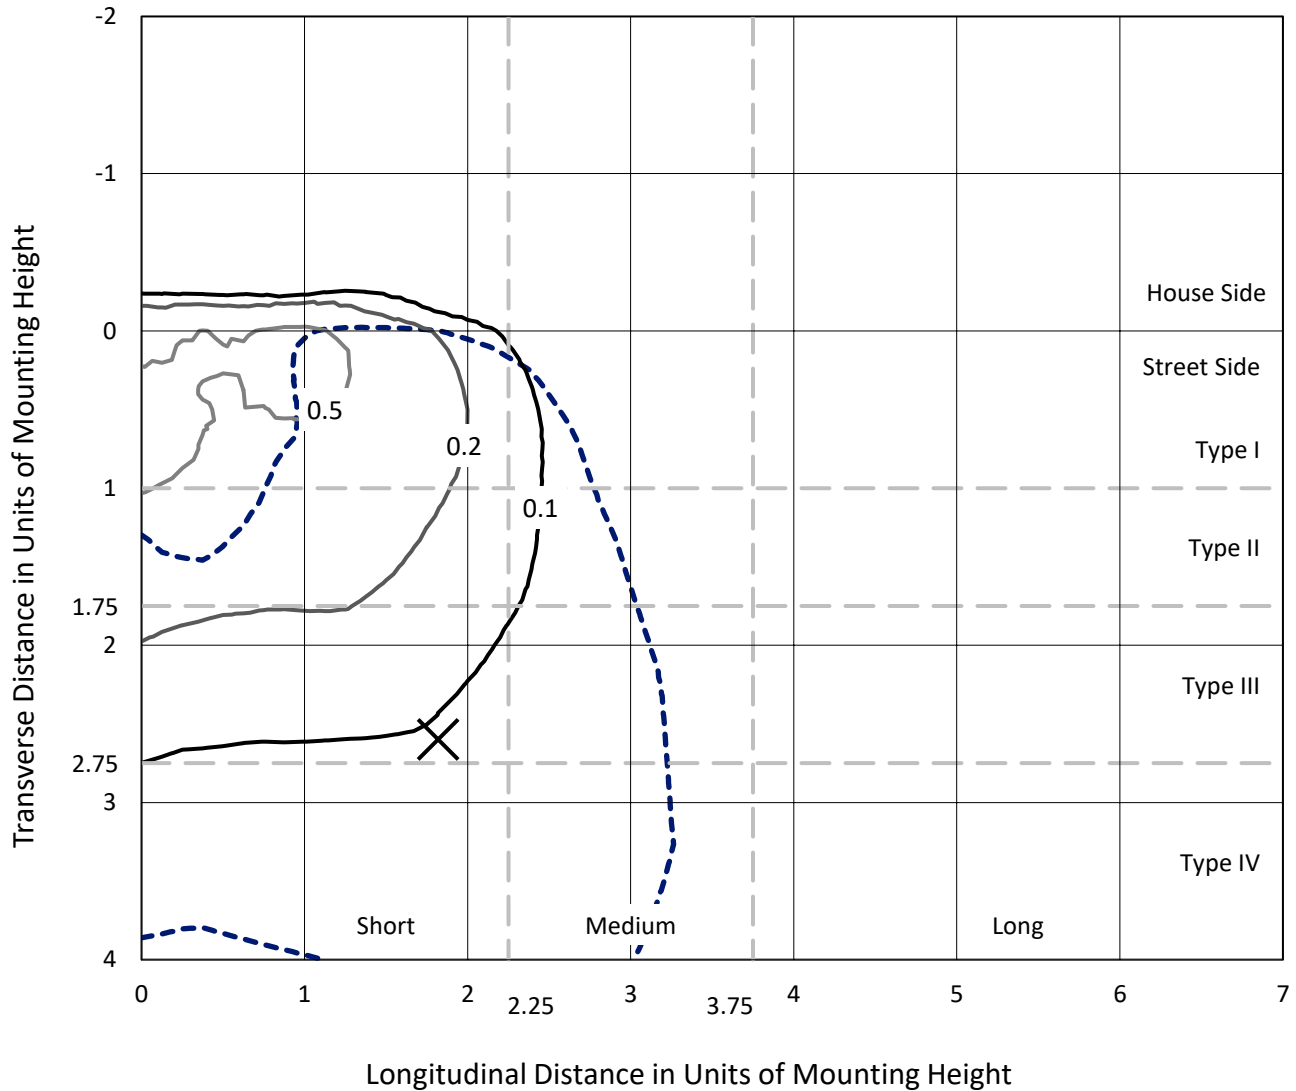 -2
-1
House Side
0
Street Side
0.5
0.2
Type I
1
0.1
Type II
1.75
2
Type III
2.75
3
Type IV
Short
Medium
Long
4
0
1
2
2.25
3
3.75
4
5
6
7
Transverse Distance in Units of Mounting Height
Longitudinal Distance in Units of Mounting Height